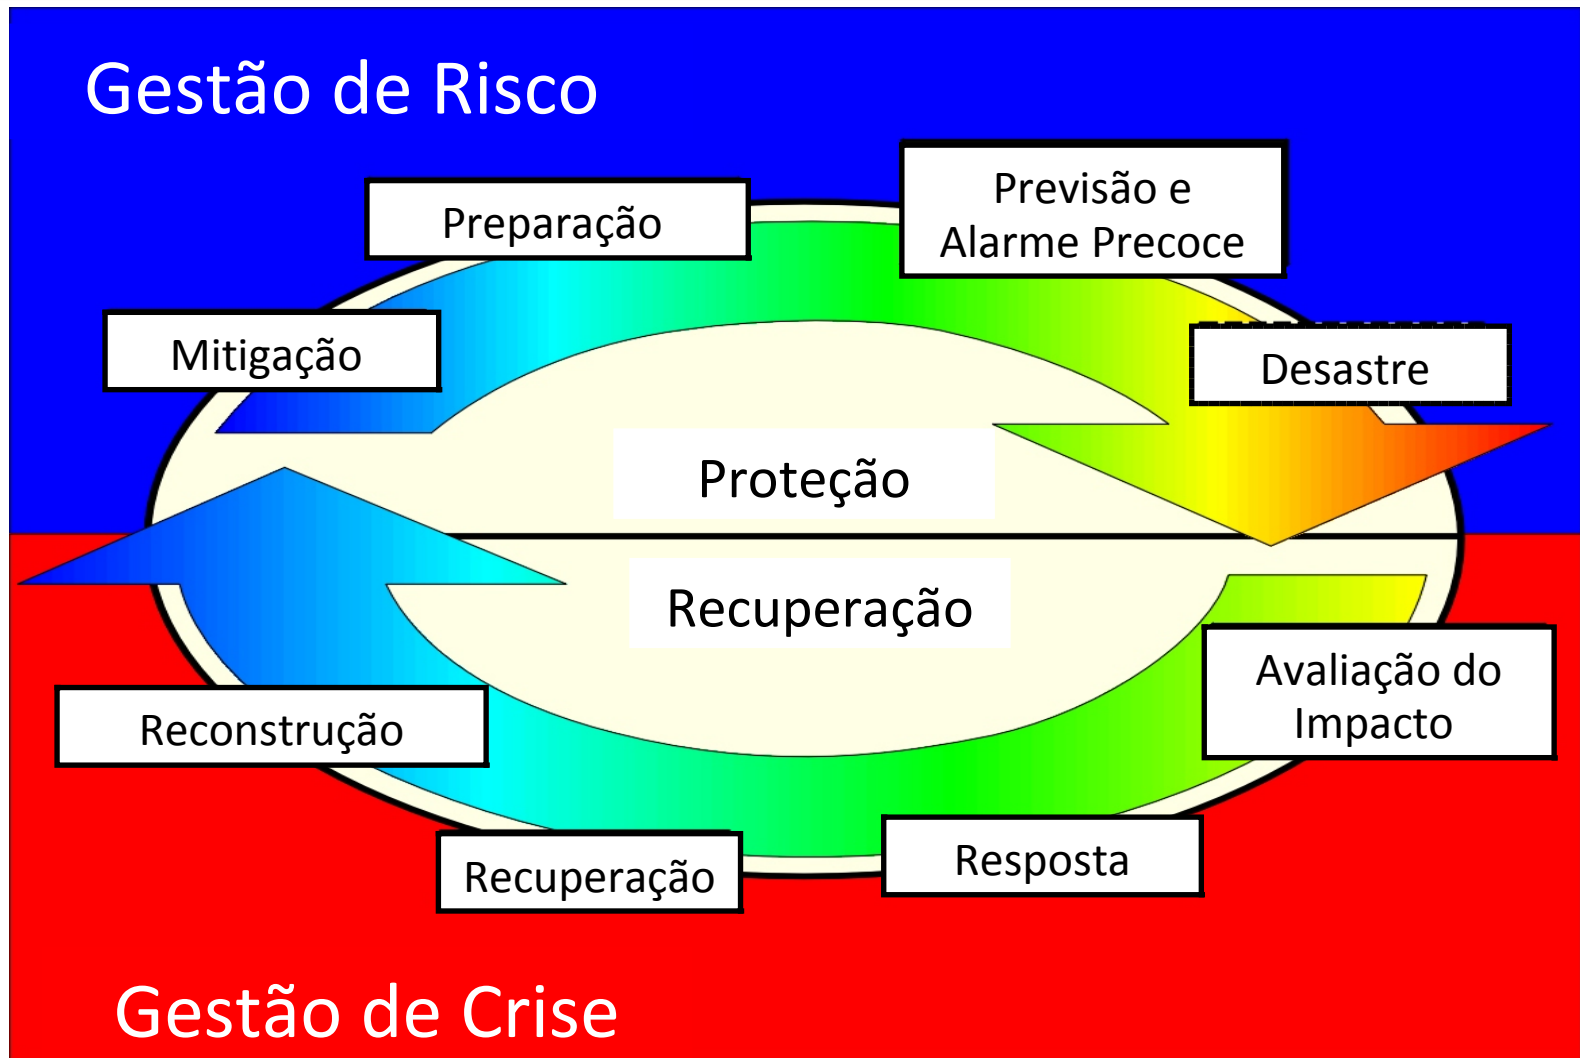 Gestão de Risco
Preparação
Previsão e
Alarme Precoce
Mitigação
Desastre
Proteção
Recuperação
Avaliação do
Impacto
Reconstrução
Recuperação
Resposta
Gestão de Crise